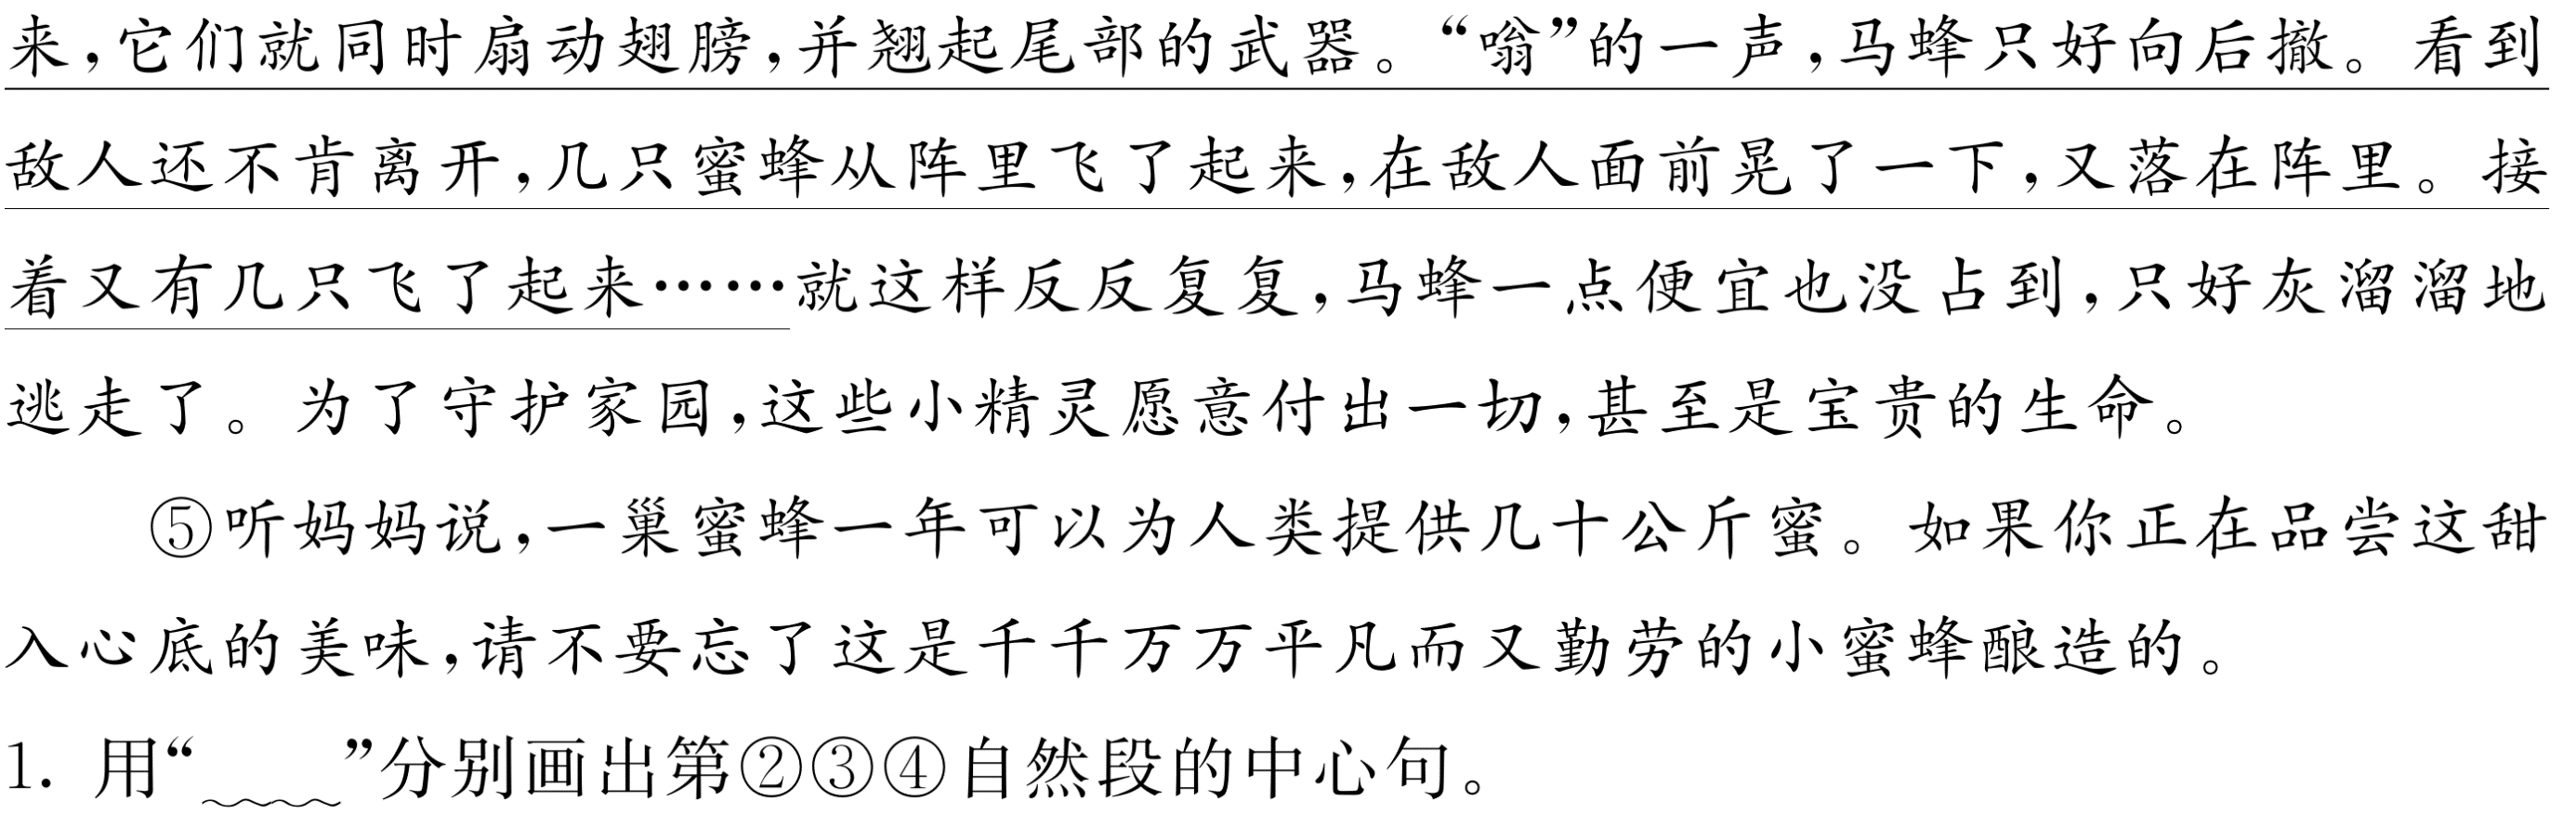 来，它们就同时扇动翅膀，并翘起尾部的武器。“嗡”的一声，马蜂只好向后撤。看到
敌人还不肯离开，几只蜜蜂从阵里飞了起来，在敌人面前晃了一下，又落在阵里。接
着又有几只飞了起来……就这样反反复复，马蜂一点便宜也没占到，只好灰溜溜地
逃走了。为了守护家园，这些小精灵愿意付出一切，甚至是宝贵的生命。
⑤听妈妈说，一巢蜜蜂一年可以为人类提供几十公斤蜜。如果你正在品尝这甜
入心底的美味，请不要忘了这是千千万万平凡而又勤劳的小蜜蜂酿造的。
1. 用“﹏﹏”分别画出第②③④自然段的中心句。